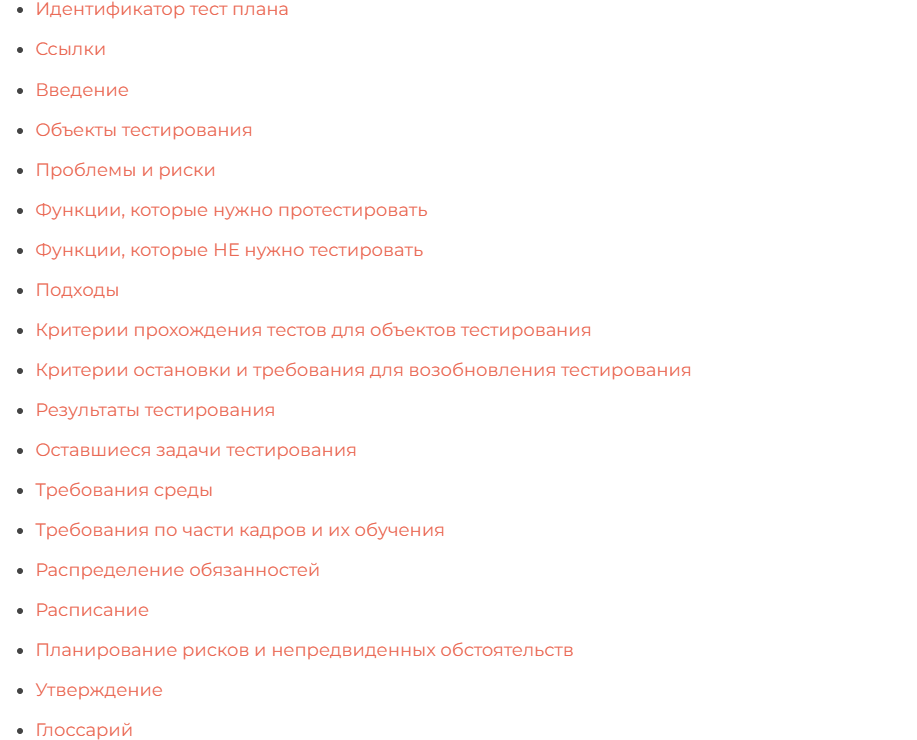 Идентификатор тест плана
Ссылки
Введение
Объекты тестирования
Проблемы и риски
Функции, которые нужно протестировать
Функции, которые НЕ нужно тестировать
Подходы
Критерии прохождения тестов для объектов тестирования
Критерии остановки и требования для возобновления тестирования
Результаты тестирования
Оставшиеся задачи тестирования
Требования среды
Требования по части кадров и их обучения
Распределение обязанностей
Расписание
Планирование рисков и непредвиденных обстоятельств
Утверждение
Глоссарий